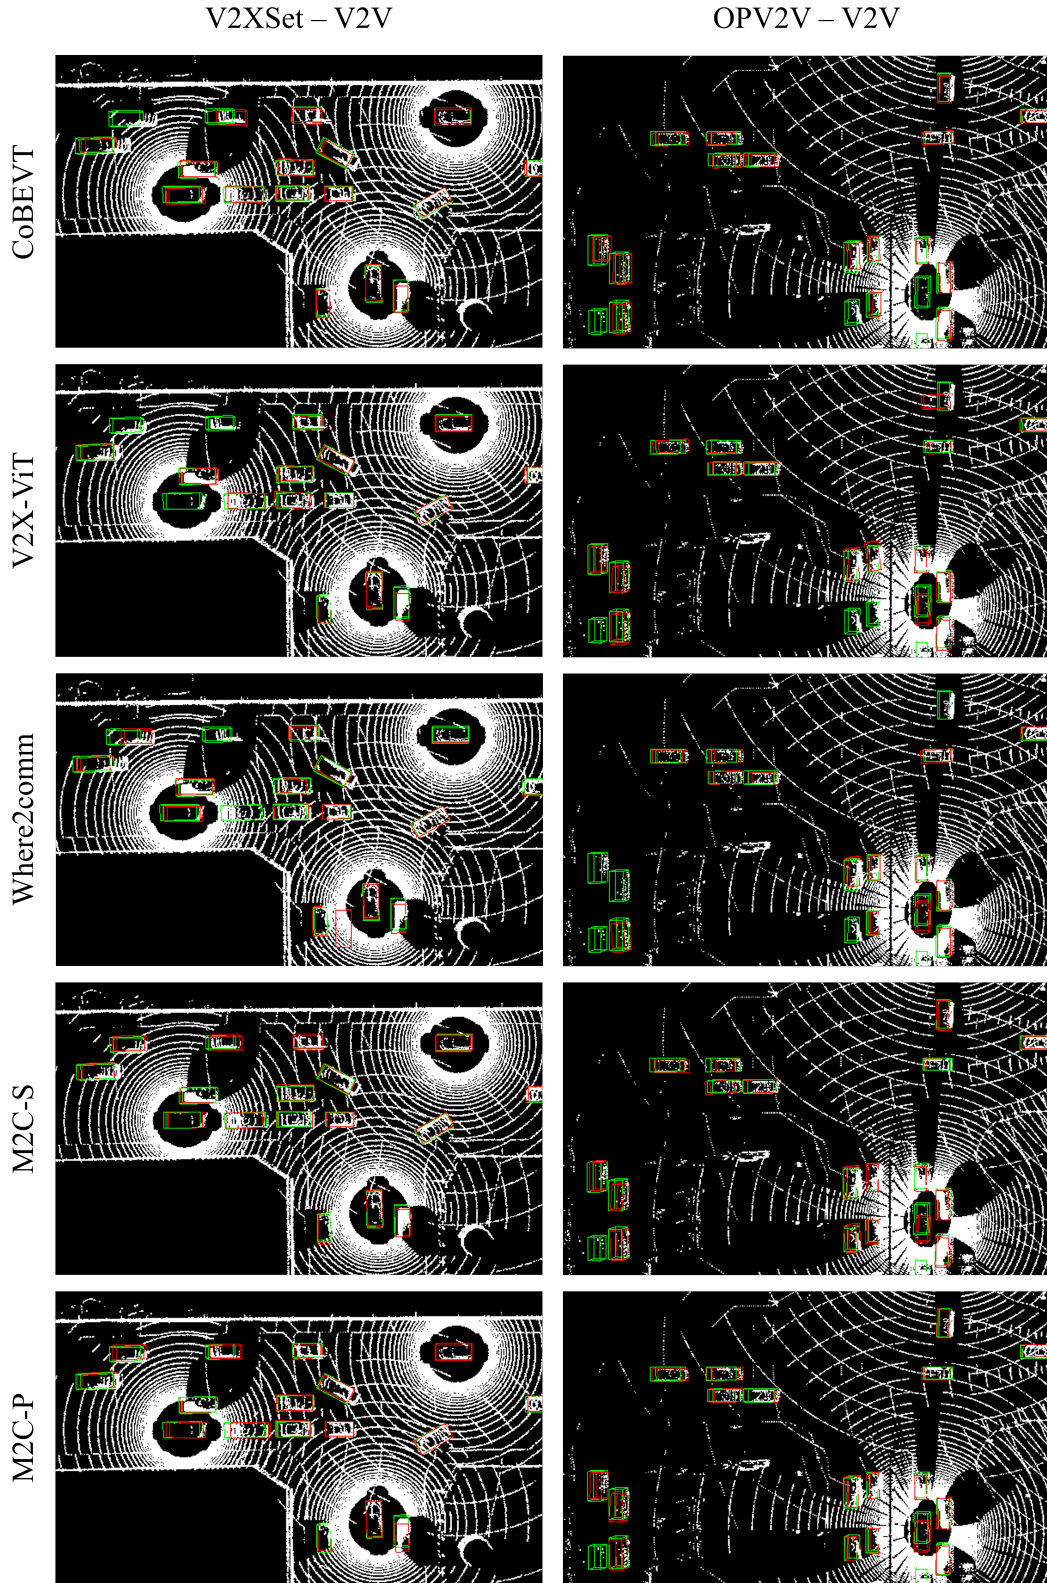 V2XSet – V2V
OPV2V – V2V
CoBEVT
V2X-ViT
Where2comm
M2C-S
M2C-P